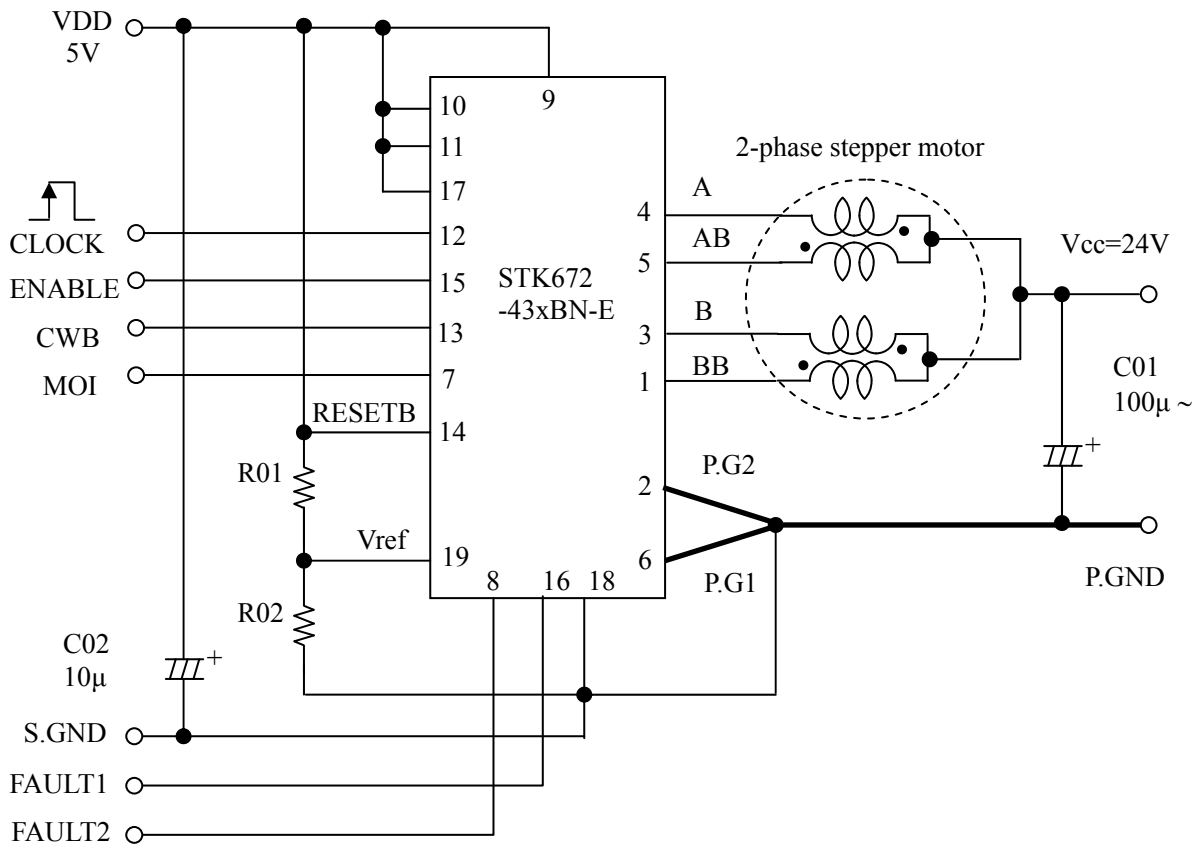 VDD
5V
9
10
11
2-phase stepper motor
17
A
4
CLOCK
12
AB
Vcc=24V
5
ENABLE
15
STK672
-43xBN-E
B
3
CWB
13
BB
1
C01
100μ ~
MOI
7
RESETB
14
+
R01
P.G2
2
Vref
19
6
P.G1
P.GND
8
16
18
R02
C02
10μ
+
S.GND
FAULT1
FAULT2